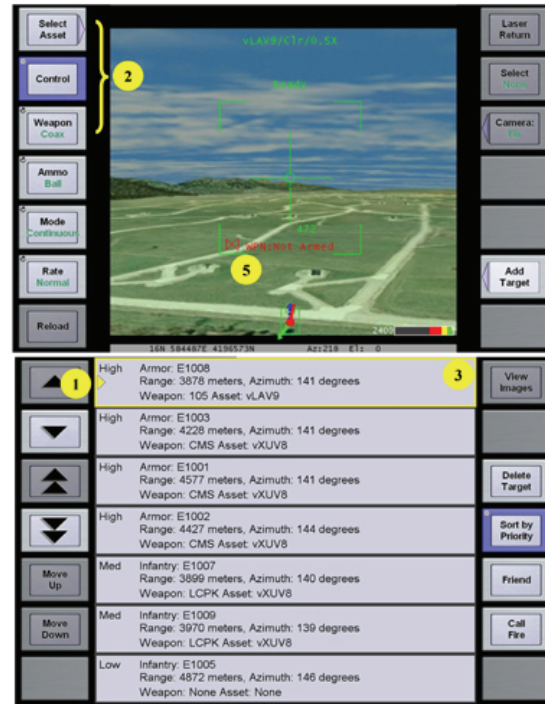 Select
Asset
Control
Weapon
Coax
Ammo
Ball
Mode
Continuous
Rate
Normal
Reload
2
vLAV9/Clr/0.5X
Ready
472
[x] WPN:Not Armed
5
2400
16N 584487E 4196573N Az:218 El: 0
Laser
Return
Select
None
Camera:
Add
Target
1
3
High Armor: E1008
Range: 3878 meters, Azimuth: 141 degrees
Weapon: 105 Asset: vLAV9
High Armor: E1003
Range: 4228 meters, Azimuth: 141 degrees
Weapon: CMS Asset: vXUV8
High Armor: E1001
Range: 4577 meters, Azimuth: 141 degrees
Weapon: CMS Asset: vXUV8
High Armor: E1002
Range: 4427 meters, Azimuth: 144 degrees
Weapon: CMS Asset: vXUV8
Med Infantry: E1007
Range: 3899 meters, Azimuth: 140 degrees
Weapon: LCPK Asset: vXUV8
Med Infantry: E1009
Range: 3970 meters, Azimuth: 139 degrees
Weapon: LCPK Asset: vXUV8
Low Infantry: E1005
Range: 4872 meters, Azimuth: 146 degrees
Weapon: None Asset: None
Move
Up
Move
Down
View
Images
Delete
Target
Sort by
Priority
Friend
Call
Fire